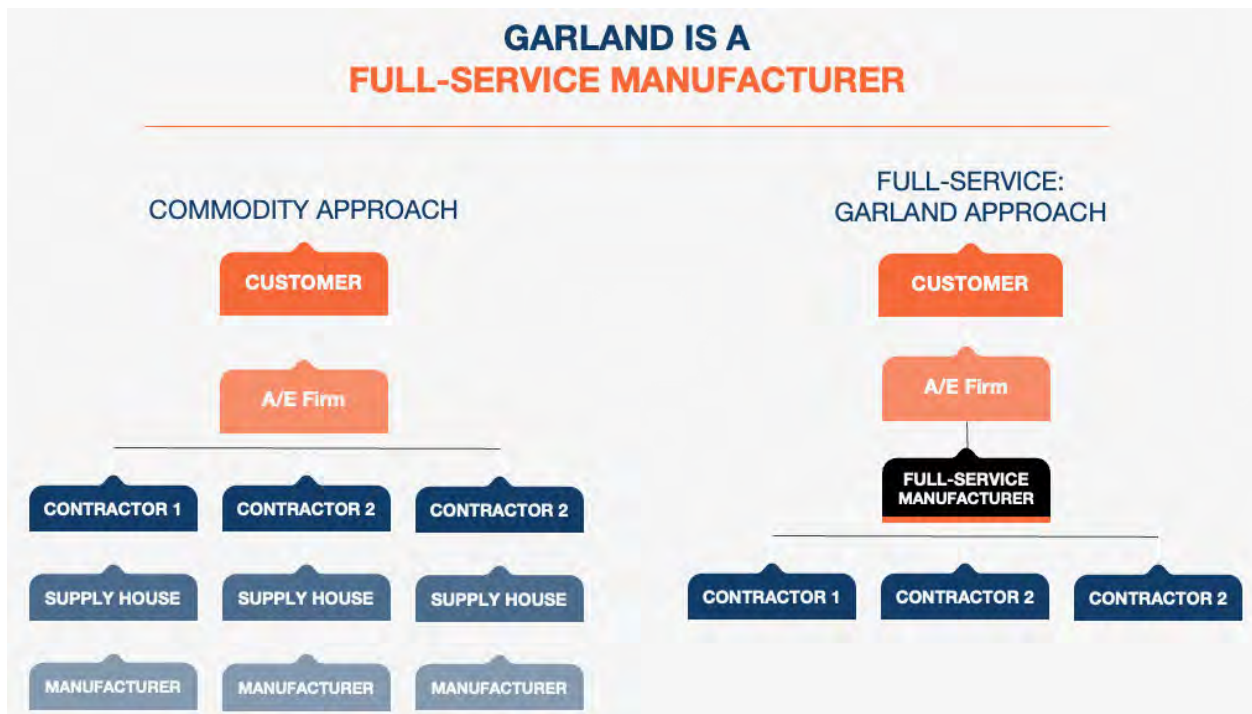 GARLAND IS A
FULL-SERVICE MANUFACTURER
COMMODITY APPROACH
CUSTOMER
A/E Firm
CONTRACTOR 1
CONTRACTOR 2
CONTRACTOR 2
SUPPLY HOUSE
SUPPLY HOUSE
SUPPLY HOUSE
MANUFACTURER
MANUFACTURER
MANUFACTURER
FULL-SERVICE:
GARLAND APPROACH
CUSTOMER
A/E Firm
FULL-SERVICE
MANUFACTURER
CONTRACTOR 1
CONTRACTOR 2
CONTRACTOR 2